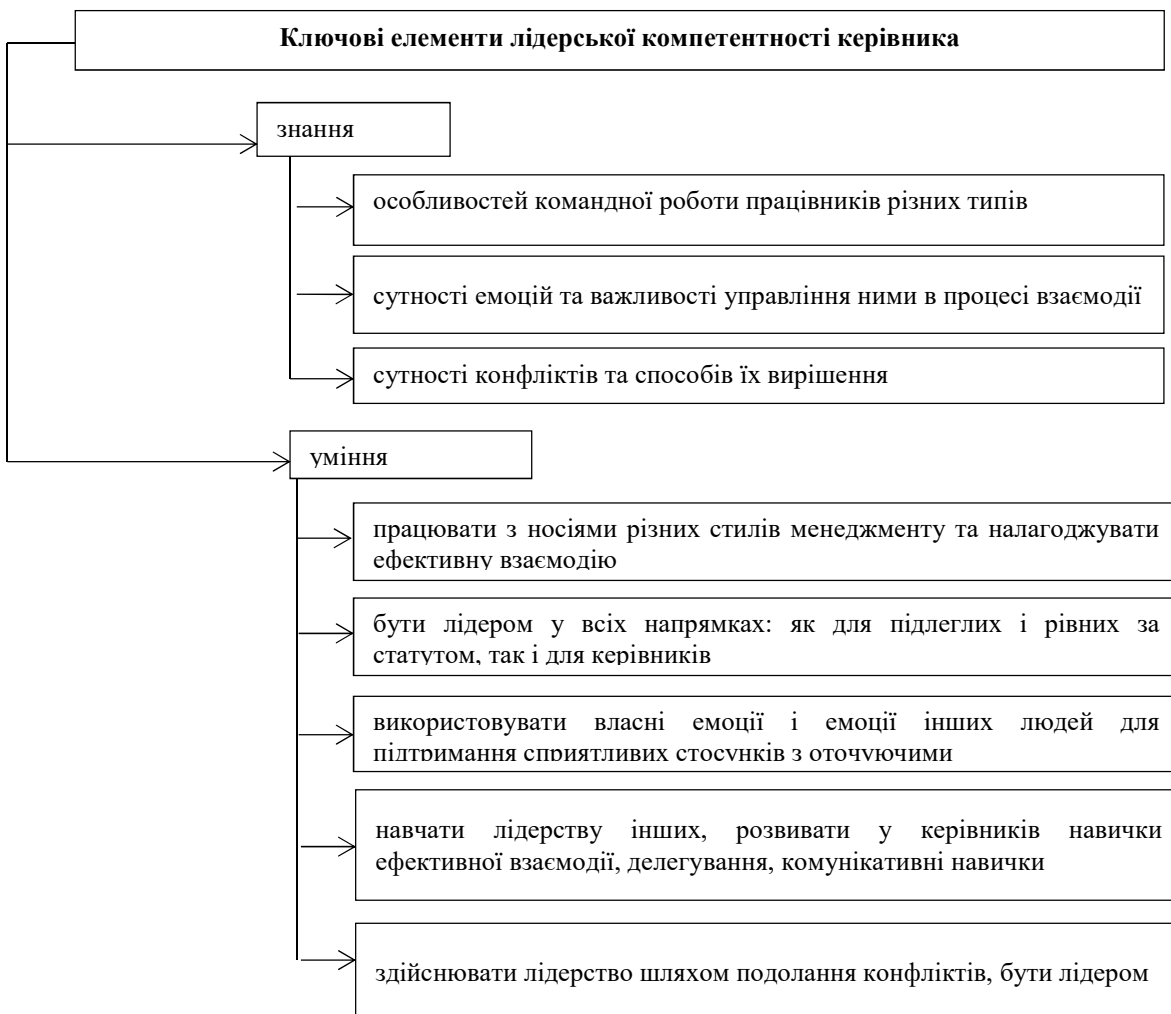 Ключові елементи лідерської компетентності керівника
знання
особливостей командної роботи працівників різних типів
сутності емоцій та важливості управління ними в процесі взаємодії
сутності конфліктів та способів їх вирішення
уміння
працювати з носіями різних стилів менеджменту та налагоджувати
ефективну взаємодію
бути лідером у всіх напрямках: як для підлеглих і рівних за
статутом, так і для керівників
використовувати власні емоції і емоції інших людей для
підтримання сприятливих стосунків з оточуючими
навчати лідерству інших, розвивати у керівників навички
ефективної взаємодії, делегування, комунікативні навички
здійснювати лідерство шляхом подолання конфліктів, бути лідером